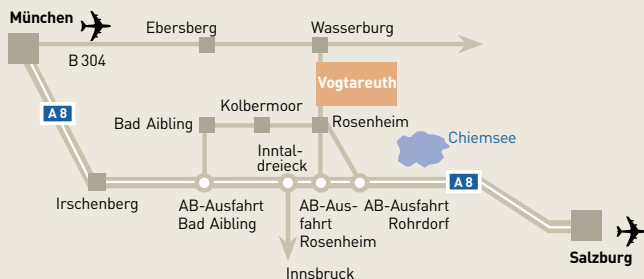 München
Ebersberg
Wasserburg
B 304
Vogtareuth
A 8
Kolbermoor
Bad Aibling
Rosenheim
Chiemsee
Inntal-
dreieck
A 8
Irschenberg
AB-Ausfahrt
Bad Aibling
AB-Aus-
fahrt
Rosenheim
AB-Ausfahrt
Rohrdorf
Innsbruck
Salzburg